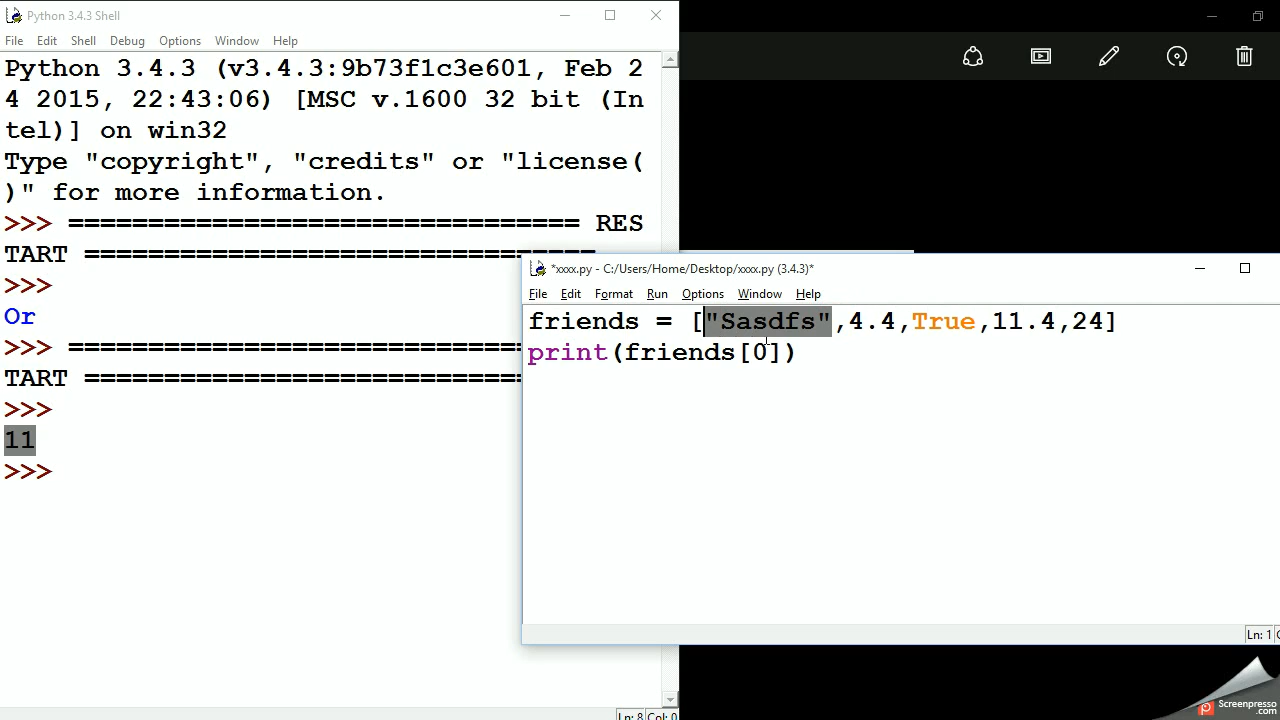 Python 3.4.3 Shell
File Edit Shell Debug Options Window Help
Python 3.4.3 (v3.4.3:9b73f1c3e601, Feb 2
4 2015, 22:43:06) [MSC v.1600 32 bit (In
tel)] on win32
Type "copyright", "credits" or "license(
)" for more information.
>>> ================================ RES
TART ================================
>>>
Or
>>> =============================
TART ============================
>>>
11
>>>
Ln: 8 Col: 0
*xxxx.py - C:/Users/Home/Desktop/xxxx.py (3.4.3)*
File Edit Format Run Options Window Help
friends = ["Sasdfs",4.4,True,11.4,24]
print(friends[0])
Ln: 1
Screenpresso
.com